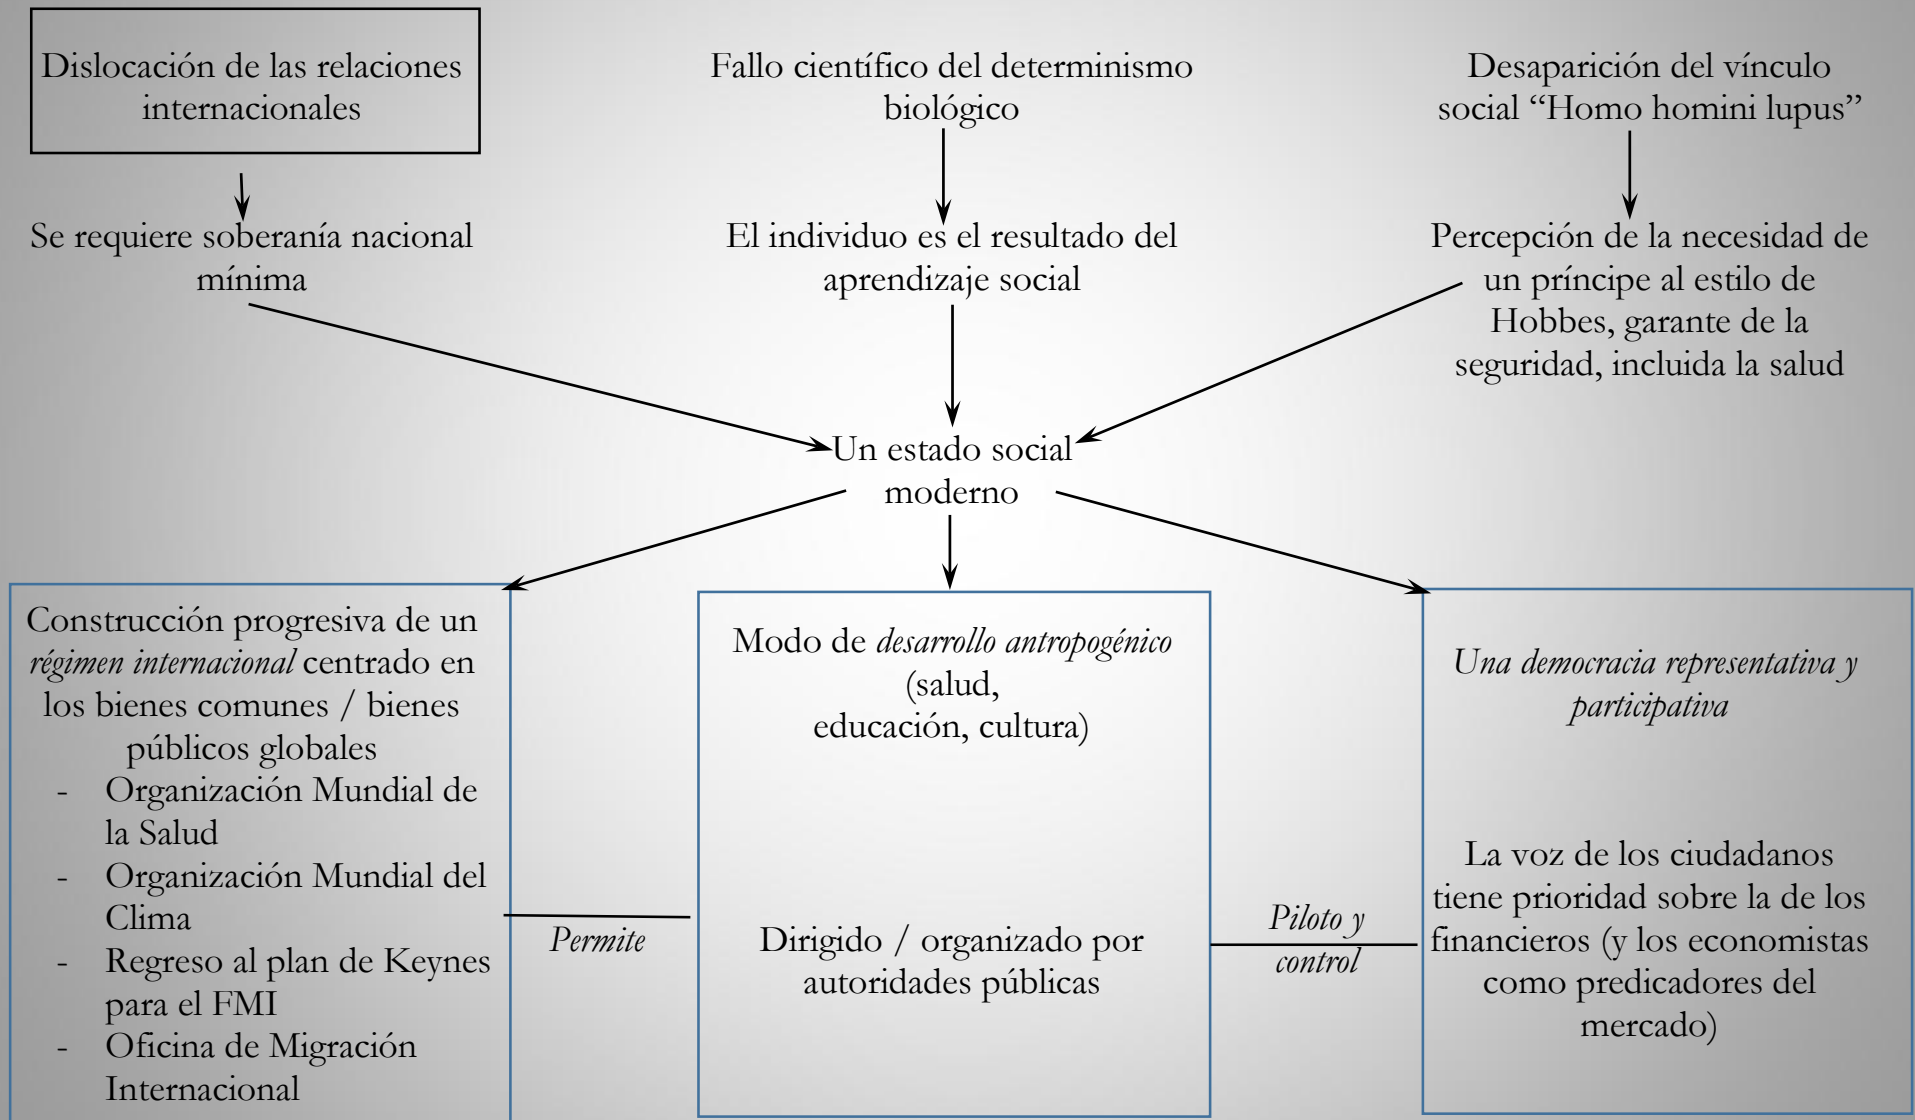 Dislocación de las relaciones
internacionales
Fallo científico del determinismo
biológico
Desaparición del vínculo
social “Homo homini lupus”
Se requiere soberanía nacional
mínima
El individuo es el resultado del
aprendizaje social
Percepción de la necesidad de
un príncipe al estilo de
Hobbes, garante de la
seguridad, incluida la salud
Un estado social
moderno
Construcción progresiva de un
régimen internacional centrado en
los bienes comunes / bienes
públicos globales
- Organización Mundial de
la Salud
- Organización Mundial del
Clima
- Regreso al plan de Keynes
para el FMI
- Oficina de Migración
Internacional
Permite
Modo de desarrollo antropogénico
(salud,
educación, cultura)
Dirigido / organizado por
autoridades públicas
Piloto y
control
Una democracia representativa y
participativa
La voz de los ciudadanos
tiene prioridad sobre la de los
financieros (y los economistas
como predicadores del
mercado)